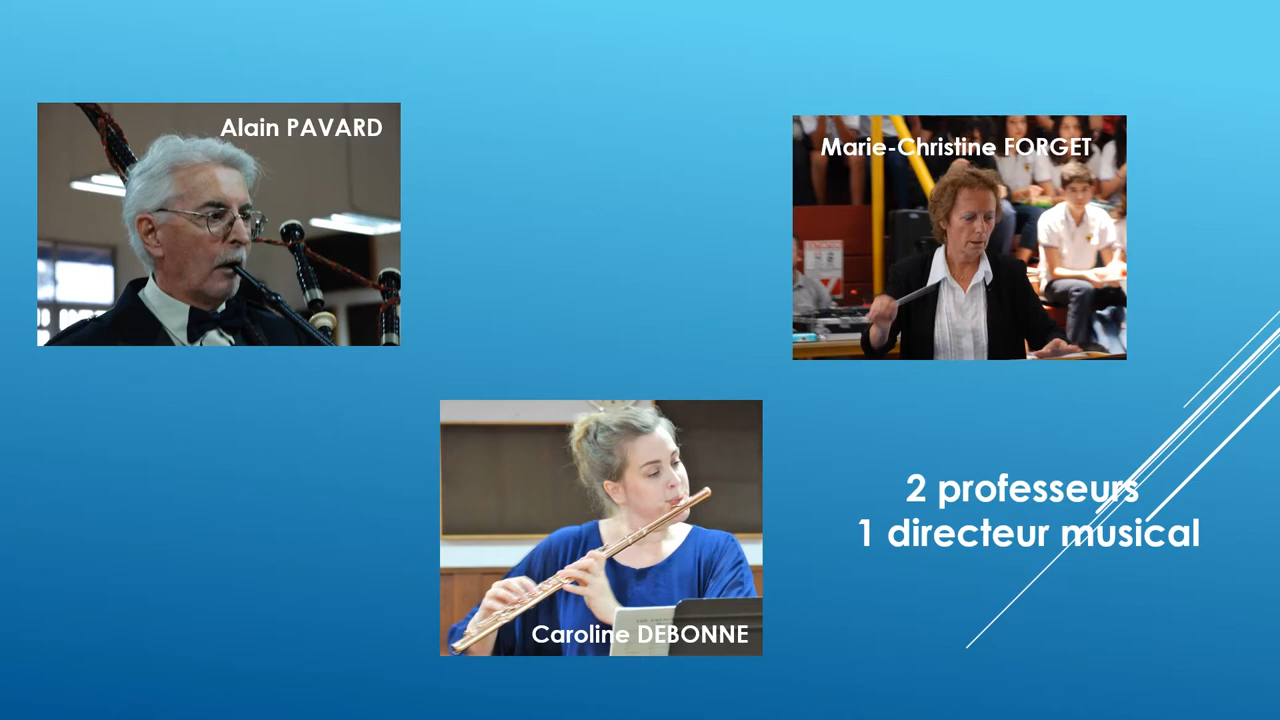 Alain PAVARD
Marie-Christine FORGET
Caroline DEBONNE
2 professeurs
1 directeur musical